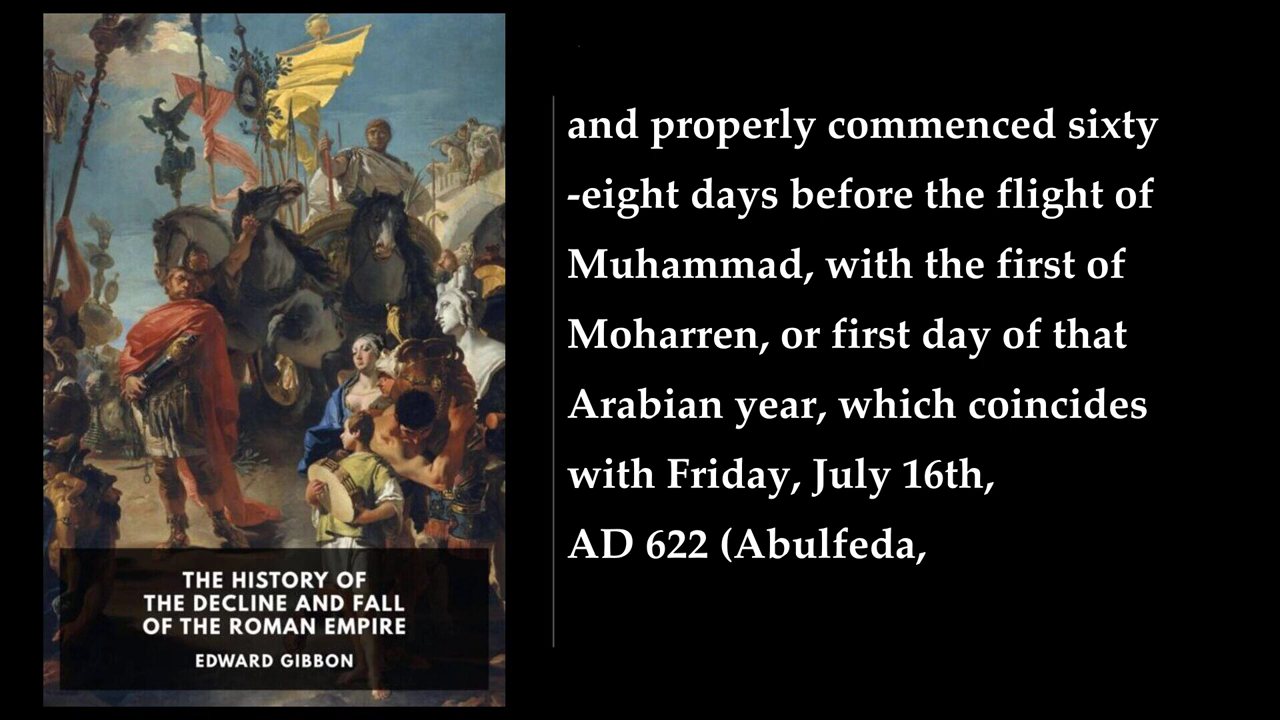 THE HISTORY OF
THE DECLINE AND FALL
OF THE ROMAN EMPIRE
EDWARD GIBBON
and properly commenced sixty
-eight days before the flight of
Muhammad, with the first of
Moharren, or first day of that
Arabian year, which coincides
with Friday, July 16th,
AD 622 (Abulfeda,